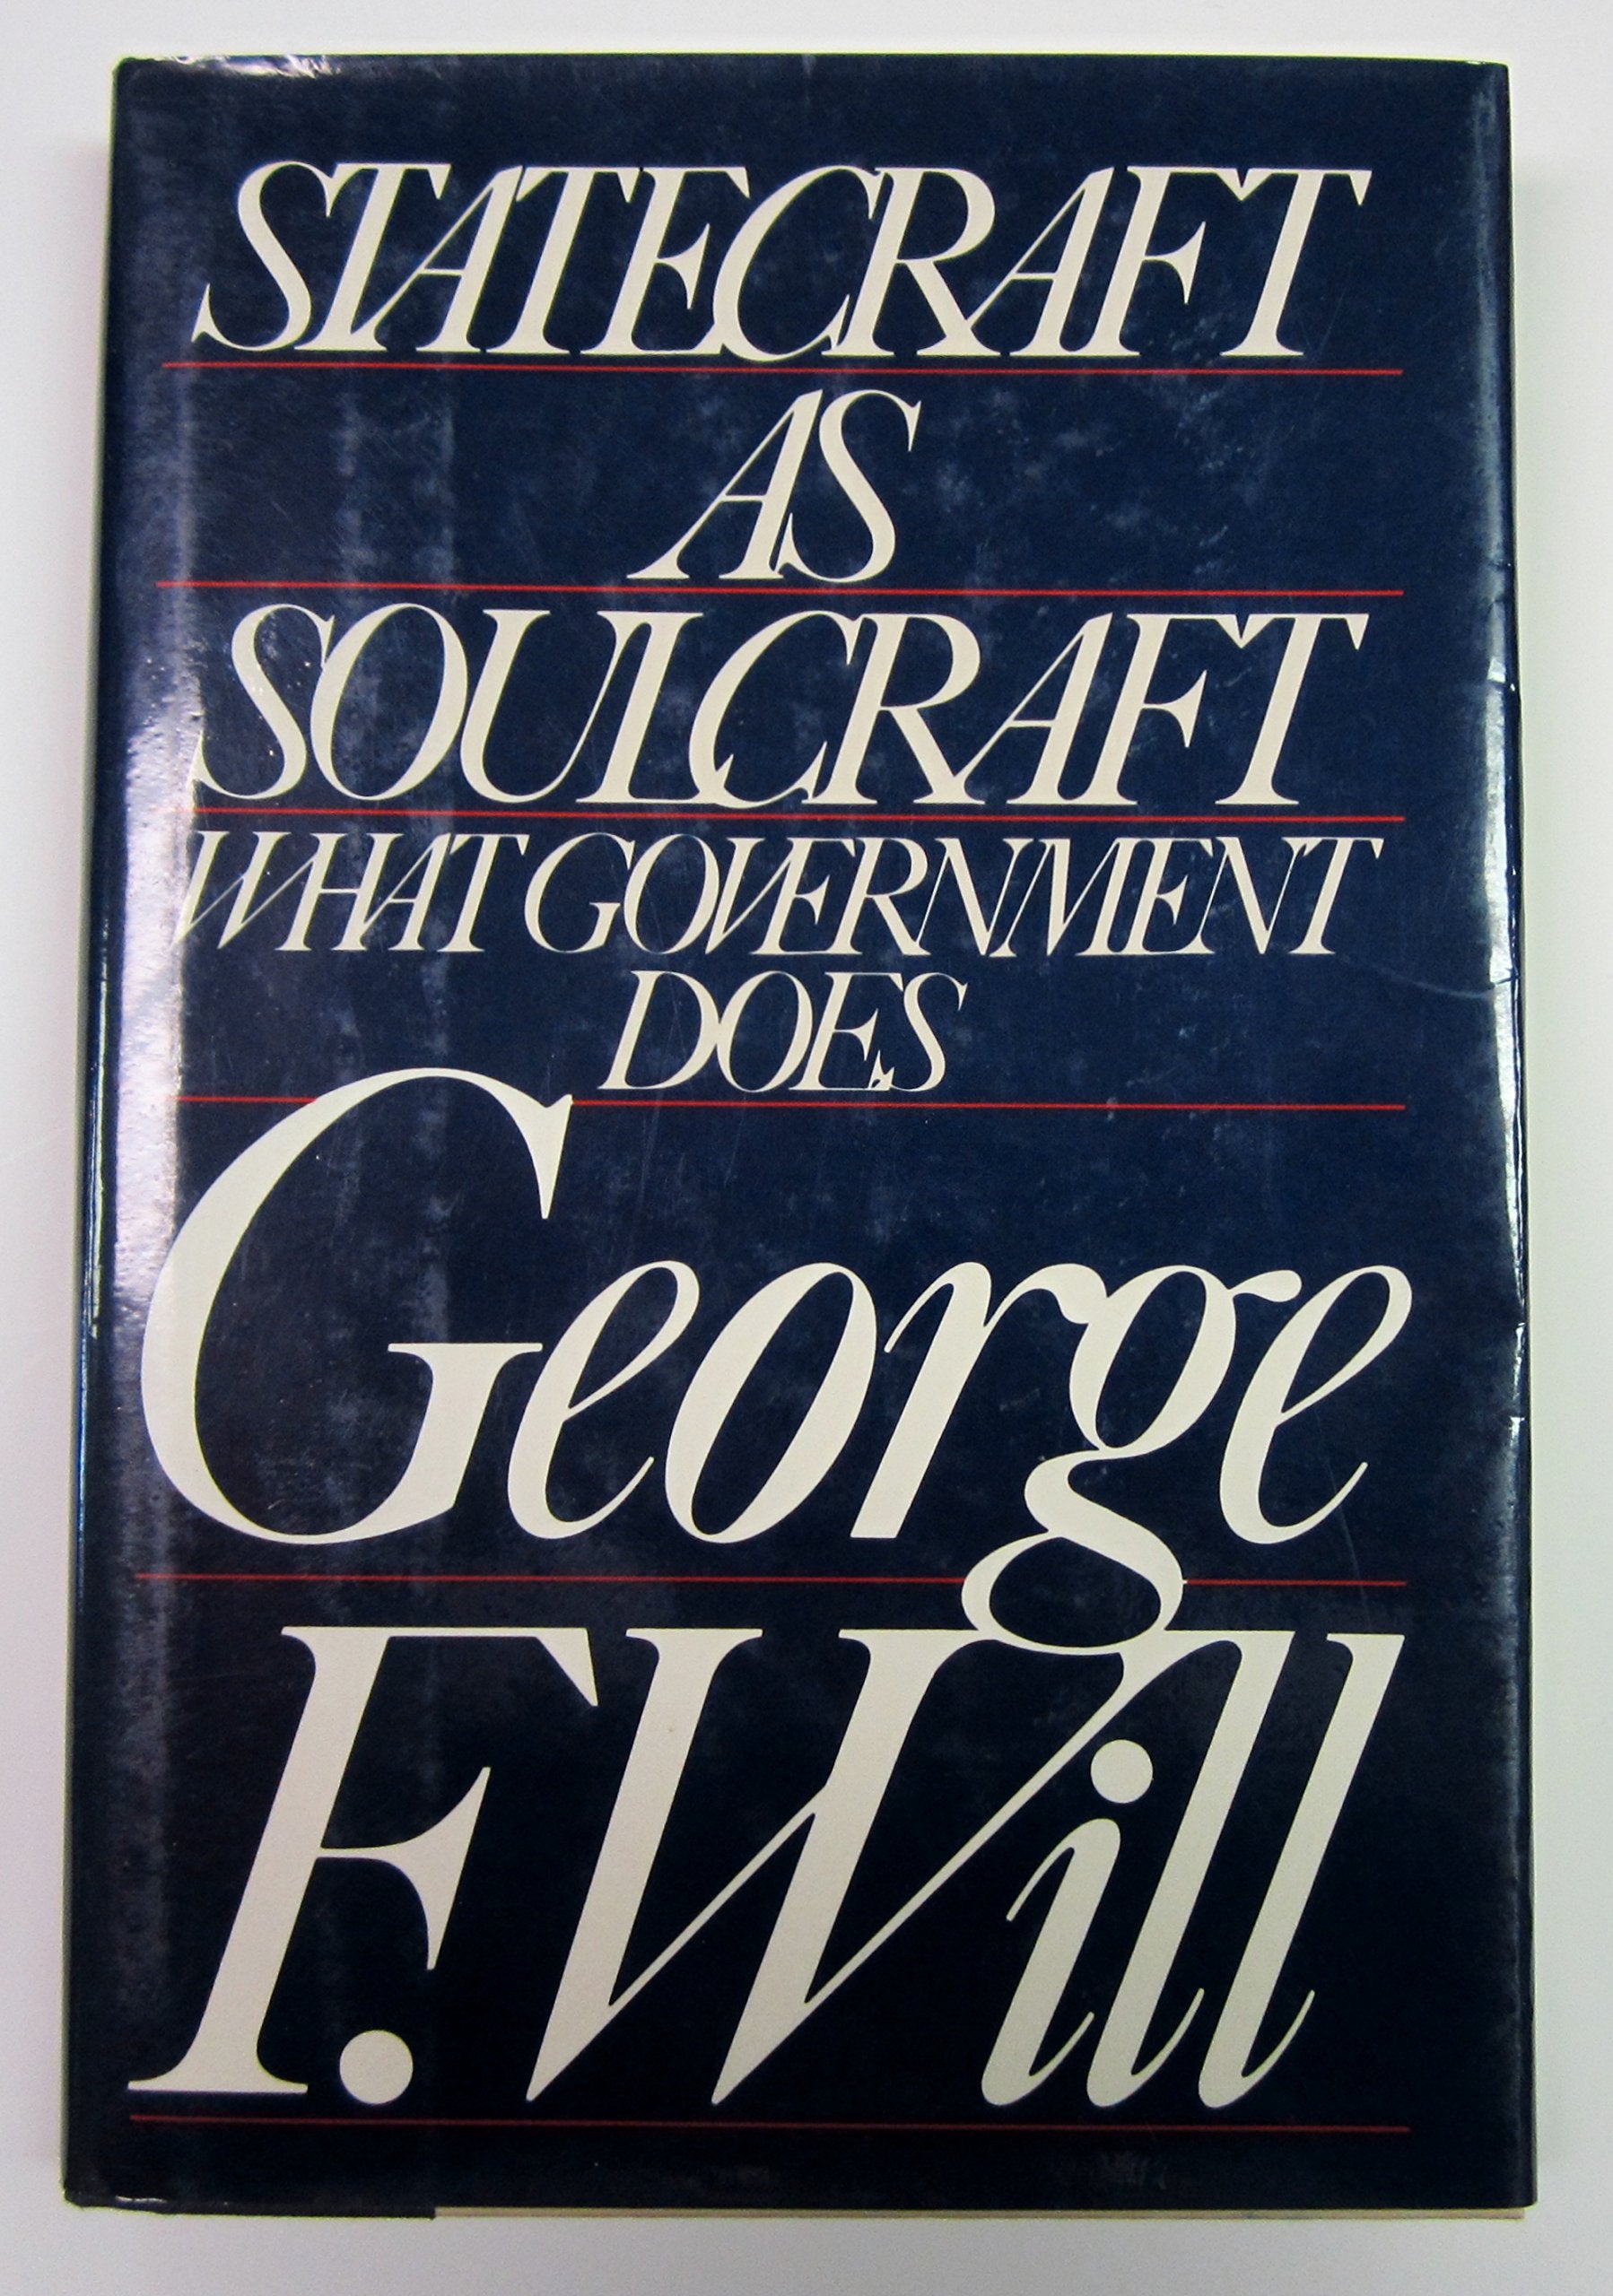 STATECRAFT
AS
SOULCRAFT
WHAT GOVERNMENT
DOES
George
F. Will